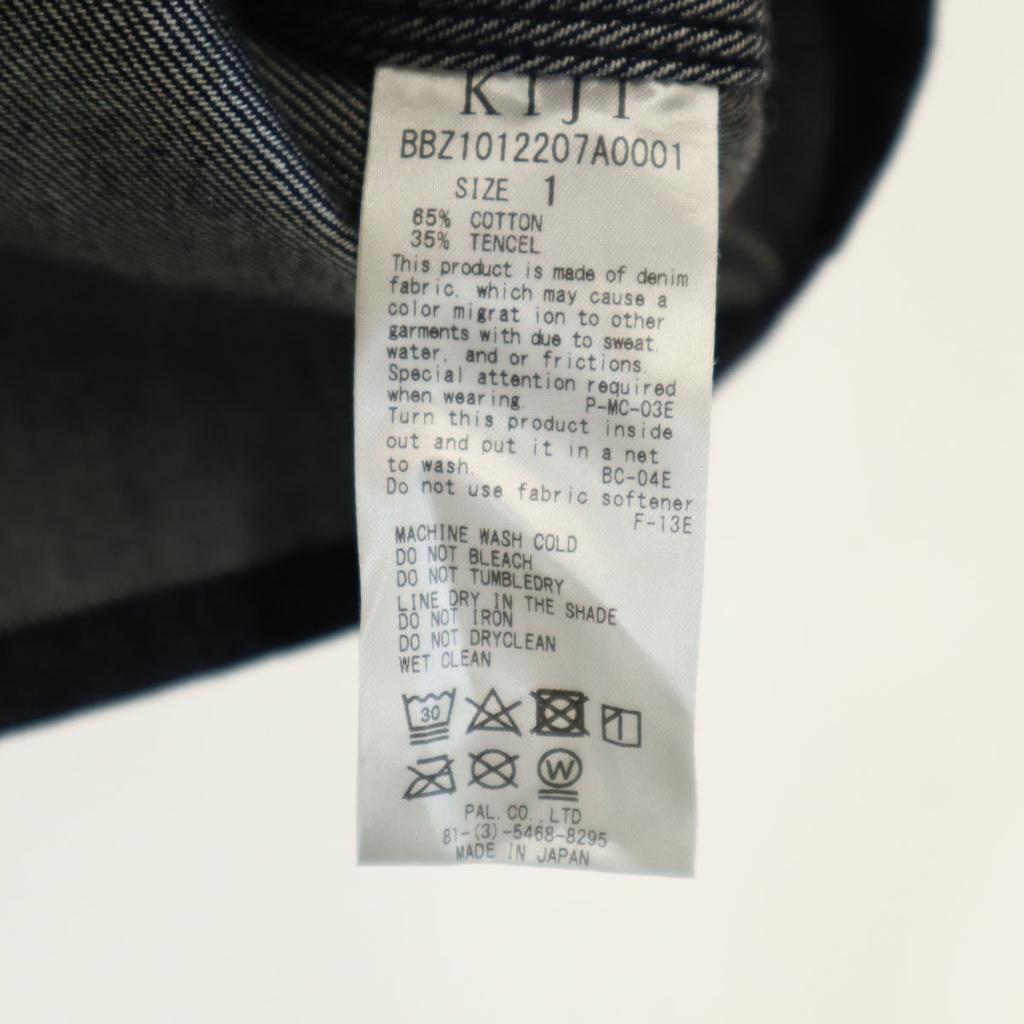 KIJI
BBZ1012207A0001
SIZE 1
65% COTTON
35% TENCEL
This product is made of denim
fabric, which may cause a
color migrat ion to other
garments with due to sweat,
water, and or frictions.
Special attention required
when wearing. P-MC-03E
Turn this product inside
out and put it in a net
to wash. BC-04E
Do not use fabric softener
F-13E
MACHINE WASH COLD
DO NOT BLEACH
DO NOT TUMBLEDRY
LINE DRY IN THE SHADE
DO NOT IRON
DO NOT DRYCLEAN
WET CLEAN
30
W
PAL. CO., LTD
81-(3)-5468-8295
MADE IN JAPAN